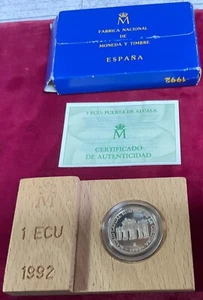 M
FABRICA NACIONAL
DE
MONEDA Y TIMBRE
ESPAÑA
1992
1 ECU PUERTA DE ALCALA
M
CERTIFICADO
DE AUTENTICIDAD
M
1 ECU
1992